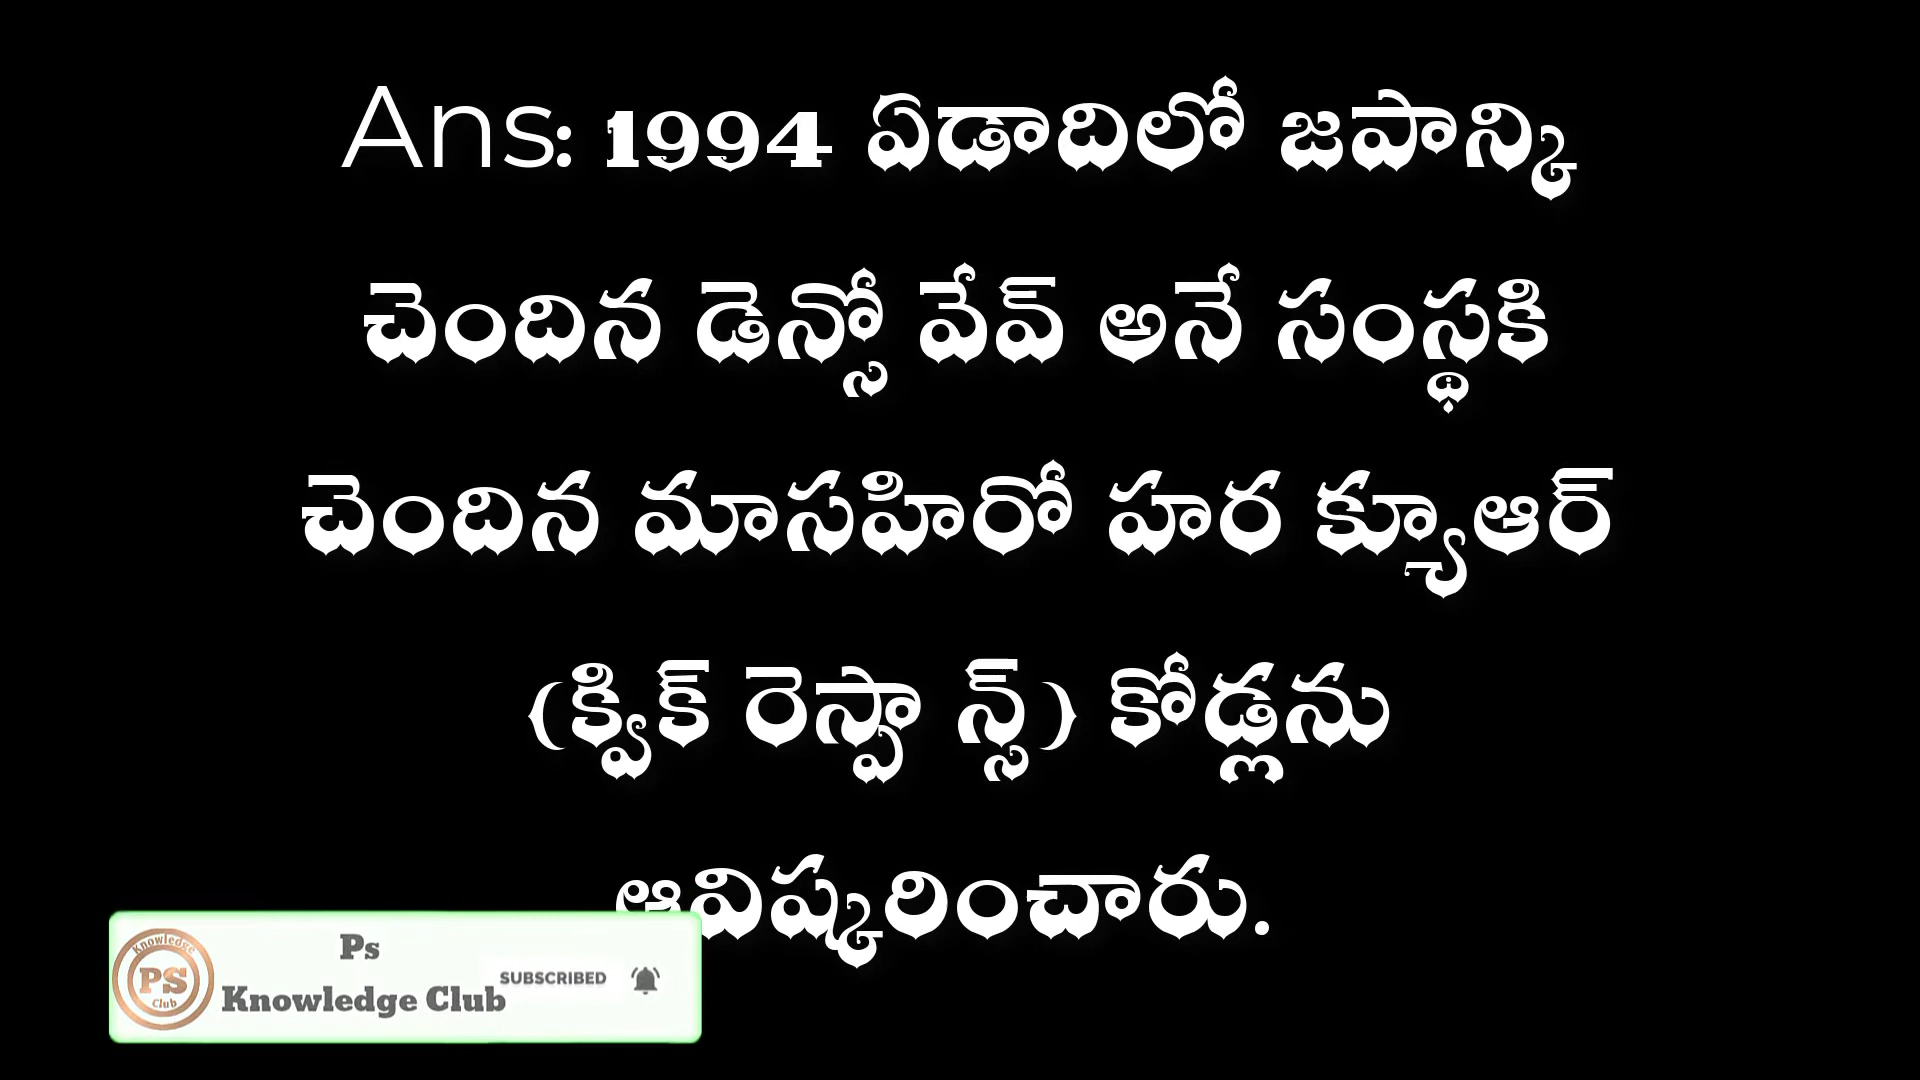 Ans: 1994 ఏడాదిలో జపాన్కి
చెందిన డెన్సో వేవ్ అనే సంస్థకి
చెందిన మాసహిరో హర క్యూఆర్
(క్విక్ రెస్పా న్స్) కోడ్లను
ఆవిష్కరించారు.
Knowledge
PS
Club
Ps
Knowledge Club
SUBSCRIBED